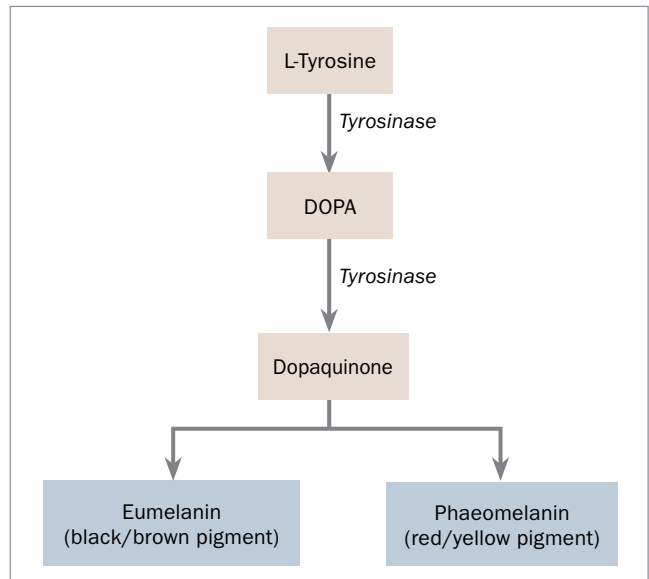 L-Tyrosine
Tyrosinase
DOPA
Tyrosinase
Dopaquinone
Eumelanin
(black/brown pigment)
Phaeomelanin
(red/yellow pigment)